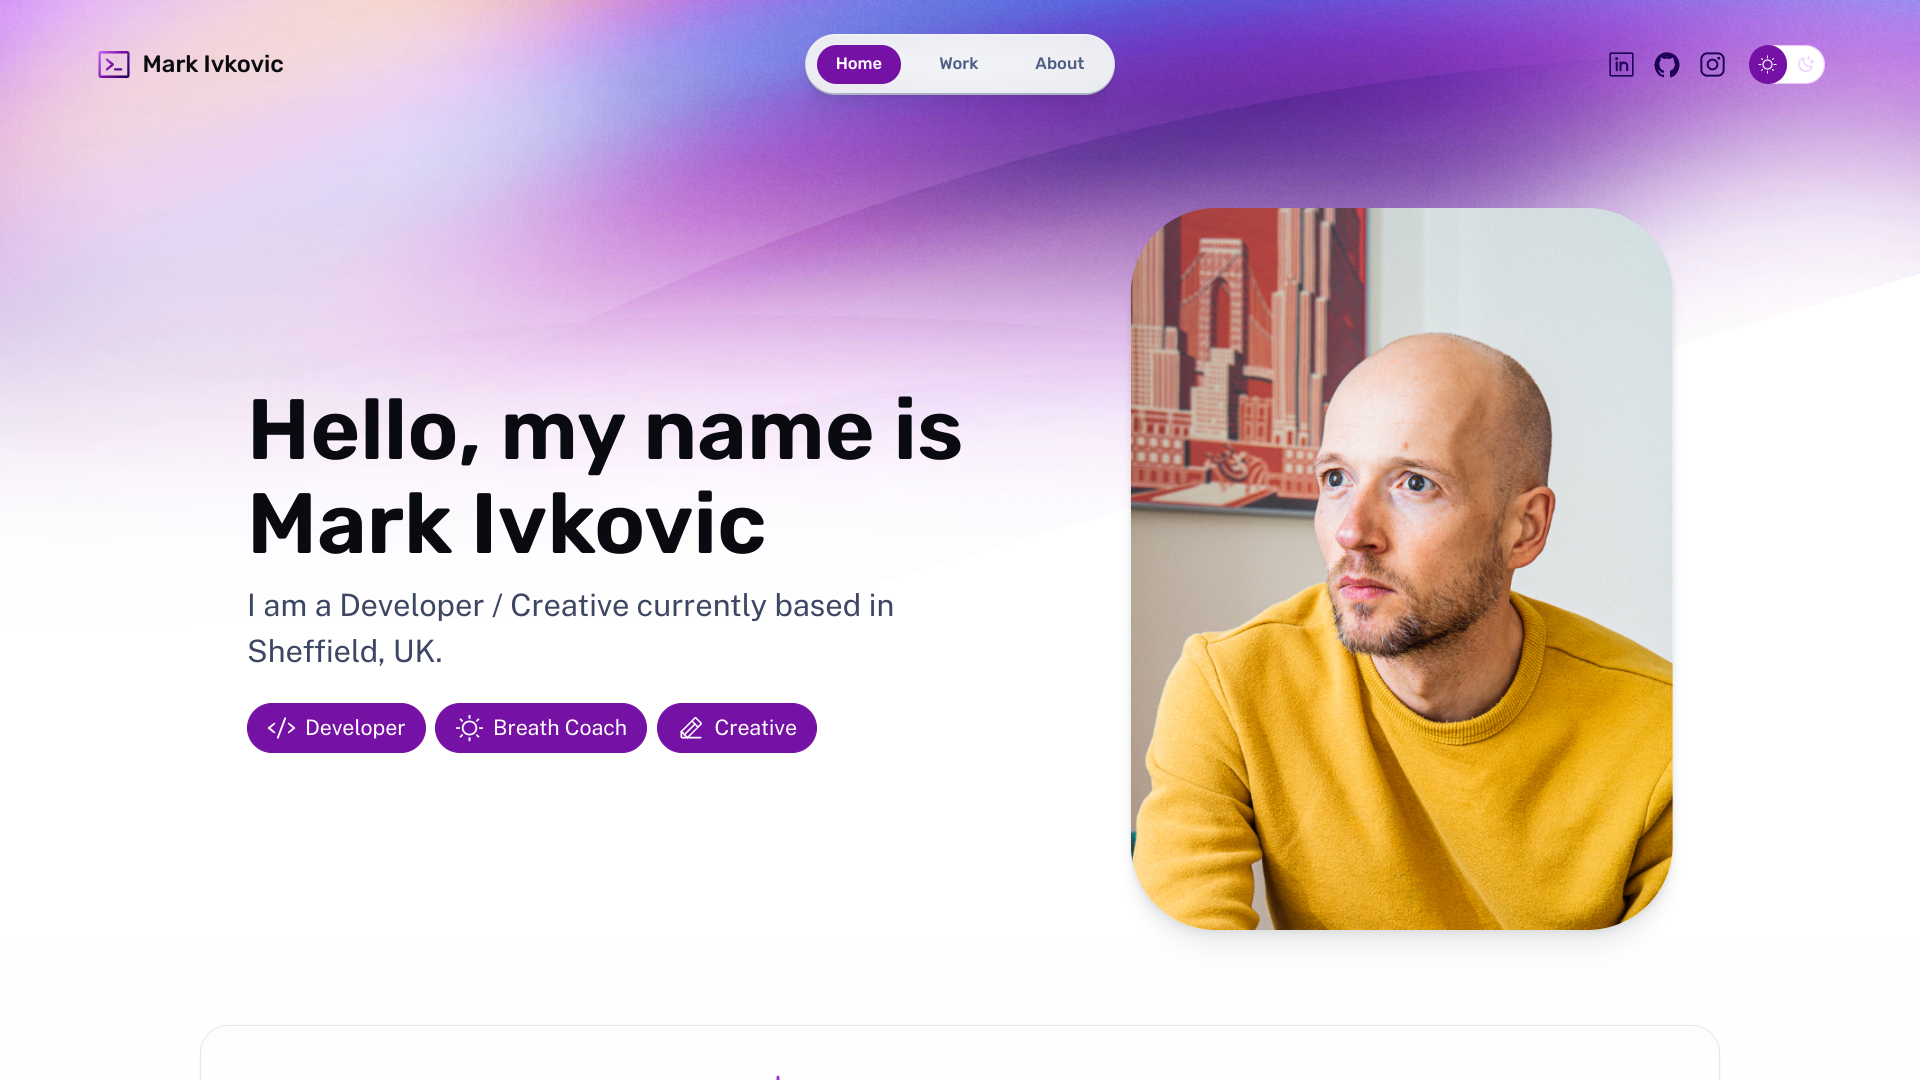 Mark Ivkovic
Home Work About
Hello, my name is
Mark Ivkovic
I am a Developer / Creative currently based in
Sheffield, UK.
Developer Breath Coach Creative